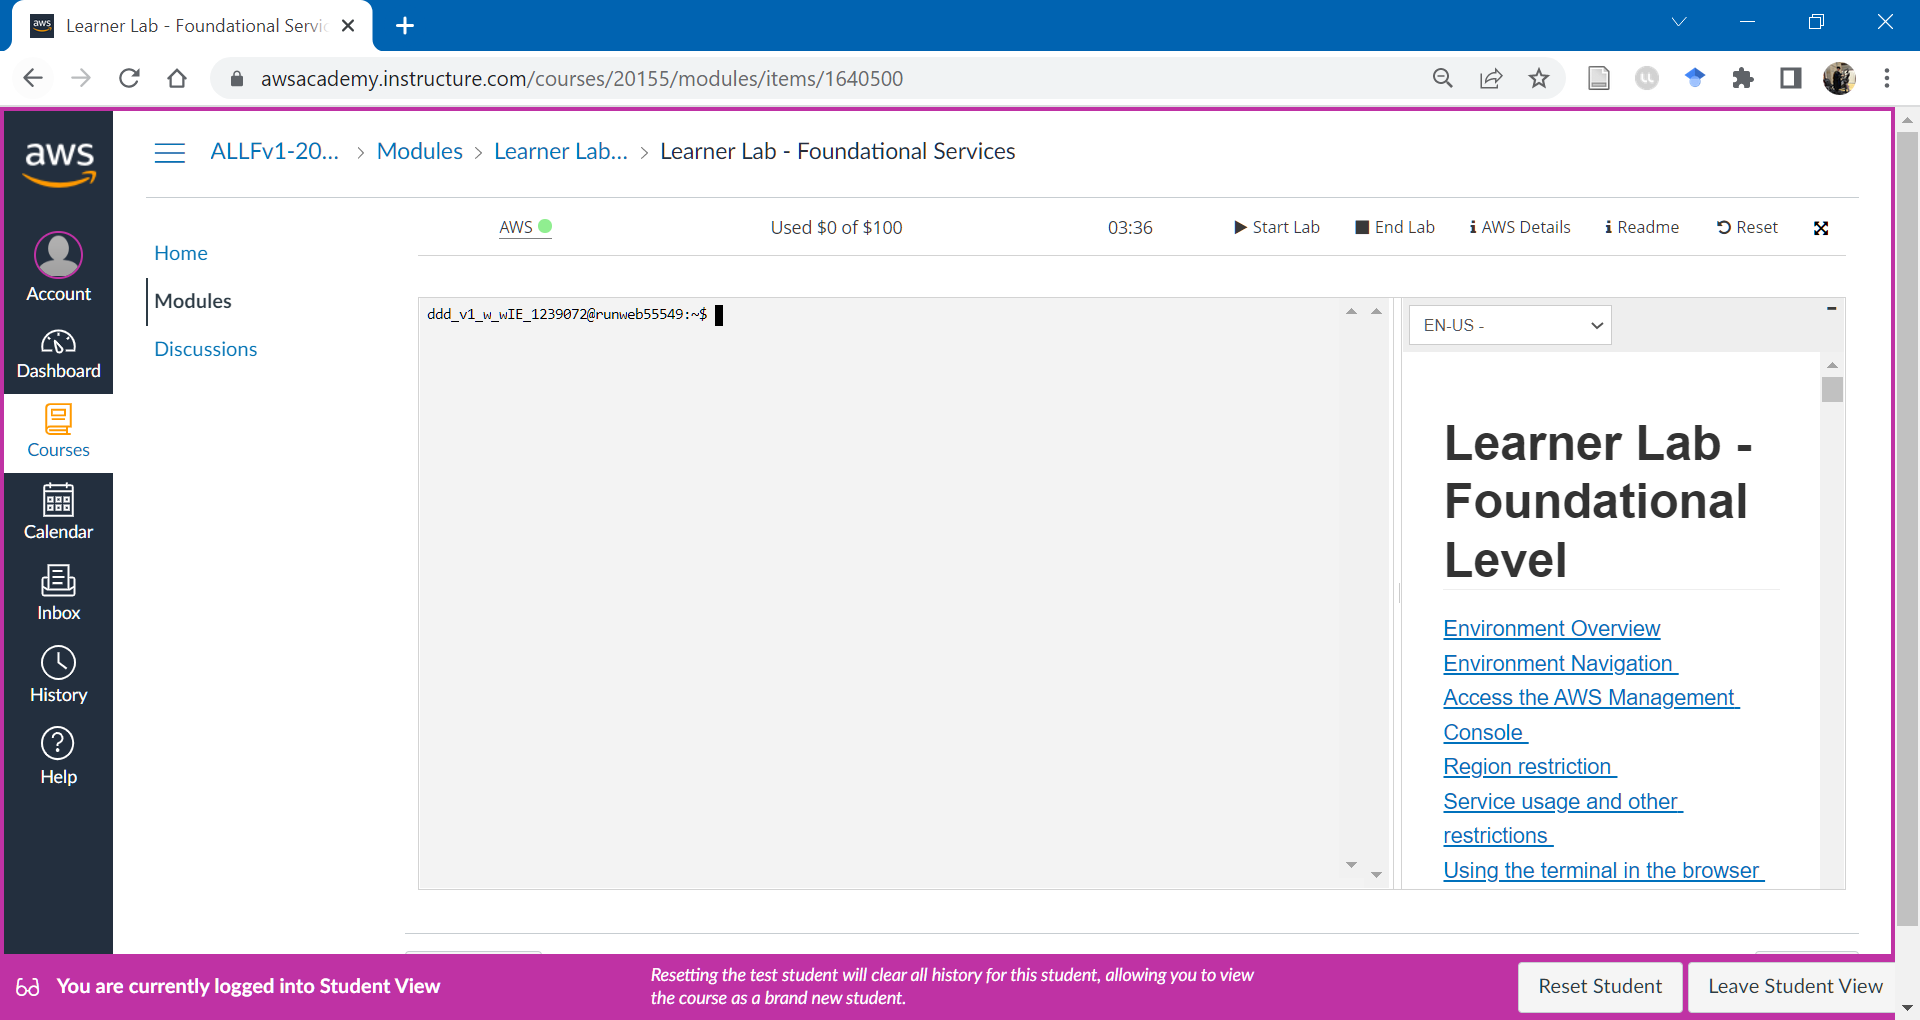 aws Learner Lab - Foundational Servic
awsacademy.instructure.com/courses/20155/modules/items/1640500
aws
Account
Dashboard
Courses
Calendar
Inbox
History
Help
ALLFv1-20... > Modules > Learner Lab... > Learner Lab - Foundational Services
Home
Modules
Discussions
AWS Used $0 of $100 03:36 Start Lab End Lab AWS Details Readme Reset
ddd_v1_w_wIE_1239072@runweb55549:~$
EN-US -
Learner Lab -
Foundational
Level
Environment Overview
Environment Navigation
Access the AWS Management
Console
Region restriction
Service usage and other
restrictions
Using the terminal in the browser
You are currently logged into Student View
Resetting the test student will clear all history for this student, allowing you to view
the course as a brand new student.
Reset Student
Leave Student View